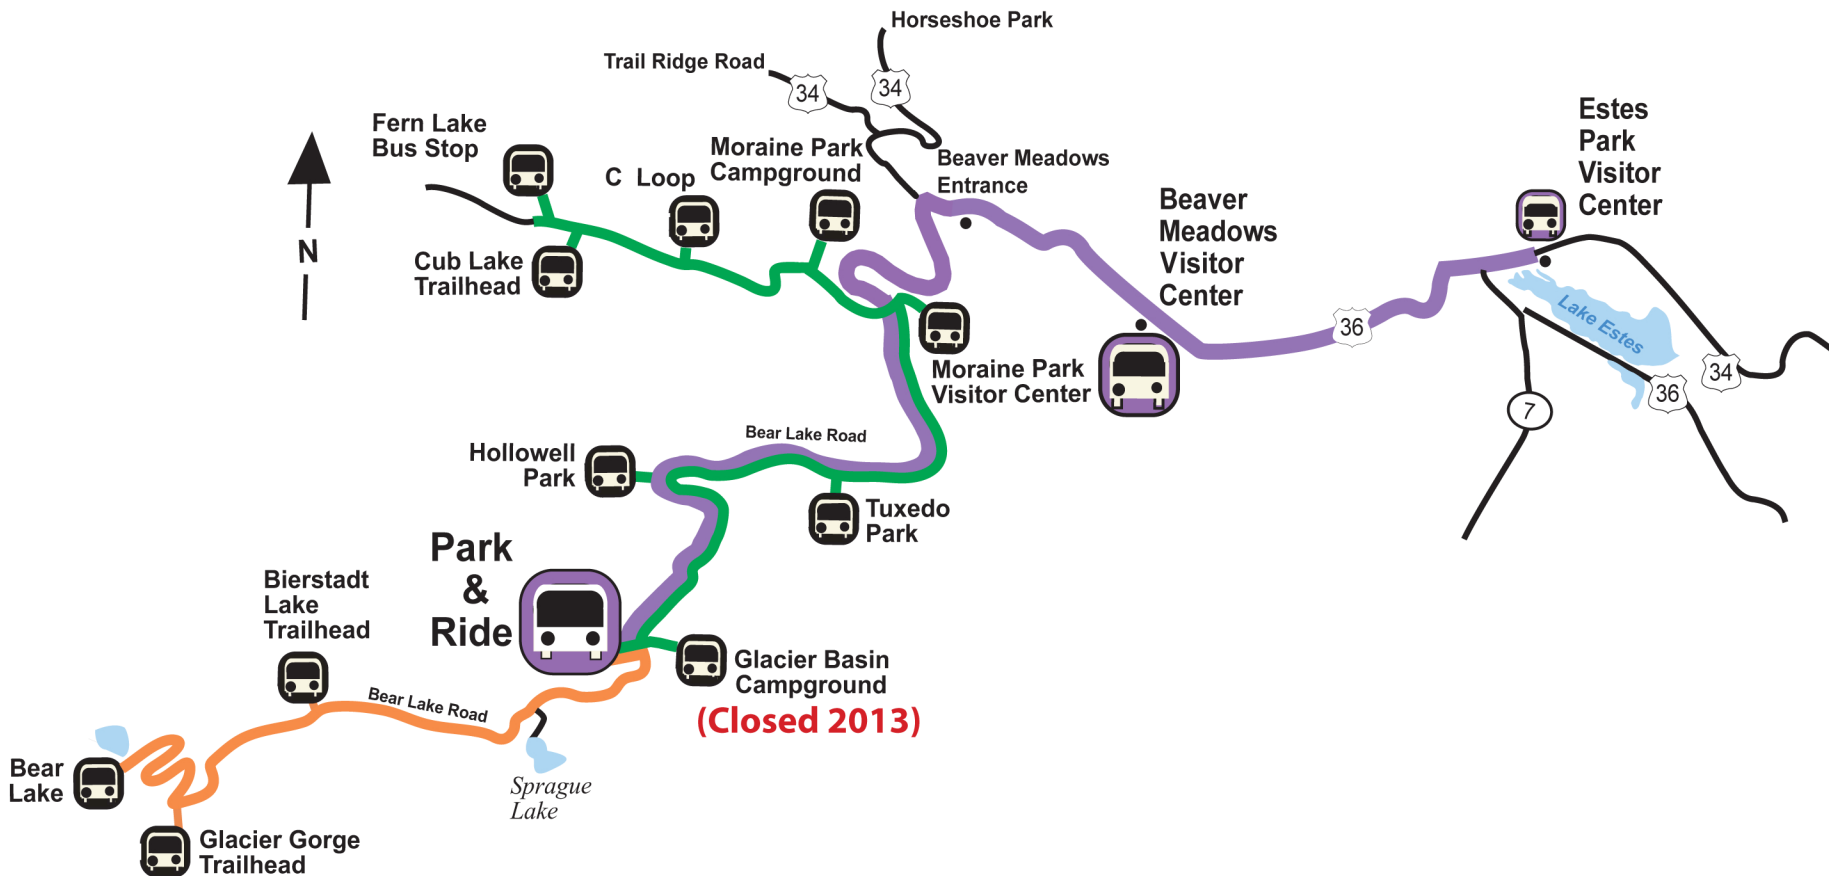 Horseshoe Park
Trail Ridge Road
34
34
Fern Lake
Bus Stop
C Loop
Moraine Park
Campground
Beaver Meadows
Entrance
Estes
Park
Visitor
Center
Beaver
Meadows
Visitor
Center
N
Cub Lake
Trailhead
Lake Estes
36
34
36
7
Moraine Park
Visitor Center
Bear Lake Road
Hollowell
Park
Tuxedo
Park
Park
&
Ride
Bierstadt
Lake
Trailhead
Glacier Basin
Campground
(Closed 2013)
Bear Lake Road
Bear
Lake
Sprague
Lake
Glacier Gorge
Trailhead